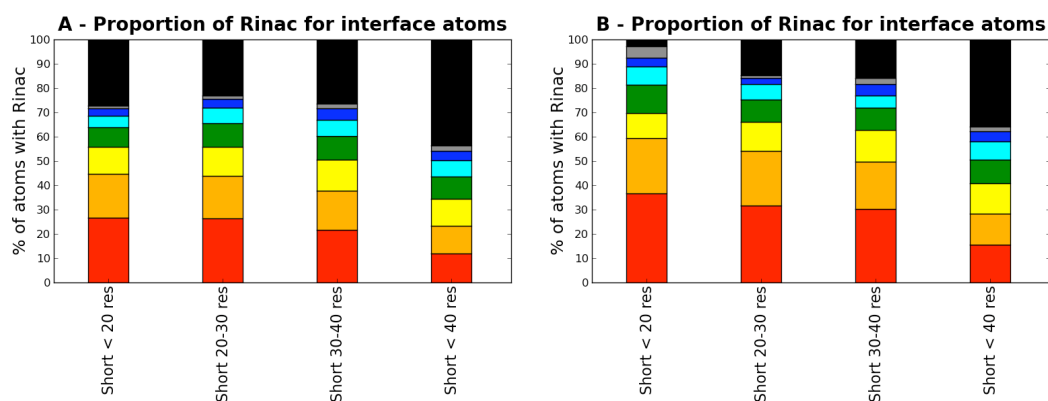 A - Proportion of Rinac for interface atoms
% of atoms with Rinac
100
90
80
70
60
50
40
30
20
10
0
Short < 20 res
Short 20-30 res
Short 30-40 res
Short < 40 res
B - Proportion of Rinac for interface atoms
% of atoms with Rinac
100
90
80
70
60
50
40
30
20
10
0
Short < 20 res
Short 20-30 res
Short 30-40 res
Short < 40 res